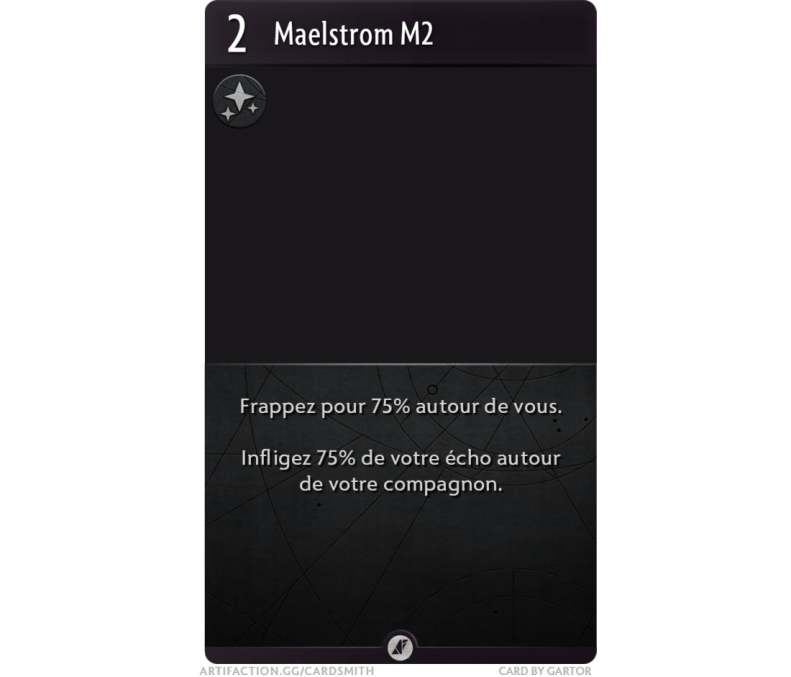 2 Maelstrom M2
Frappez pour 75% autour de vous.
Infligez 75% de votre écho autour
de votre compagnon.
ARTIFACTION.GG/CARDSMITH CARD BY GARTOR